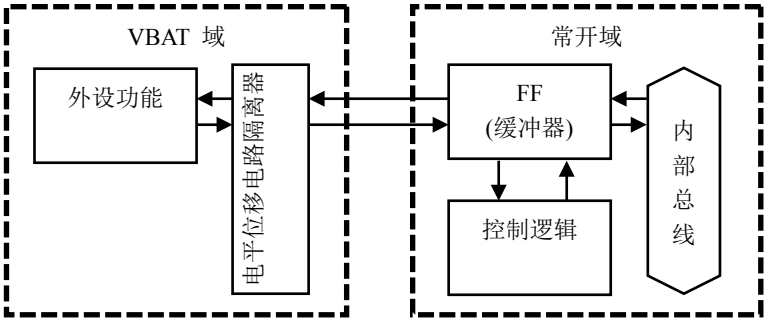 VBAT 域
常开域
外设功能
电平位移电路隔离器
FF
(缓冲器)
控制逻辑
内部总线